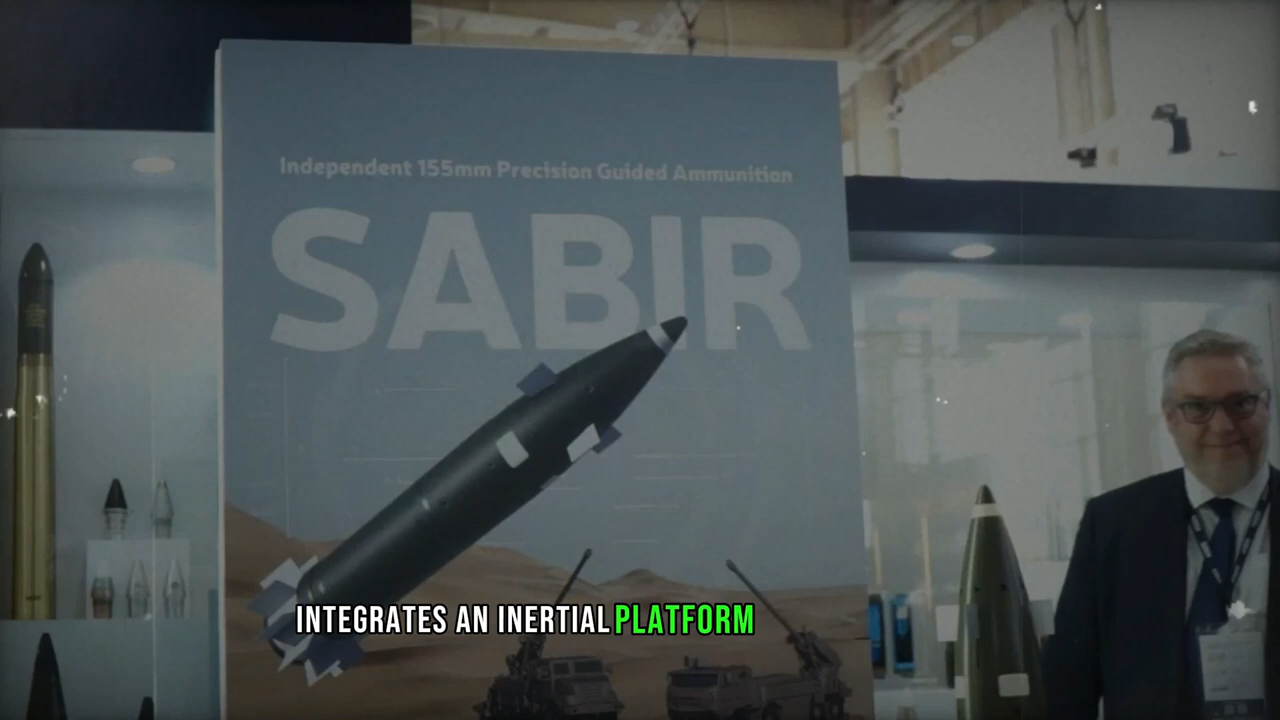 Independent 155mm Precision Guided Ammunition
SABIR
INTEGRATES AN INERTIAL PLATFORM